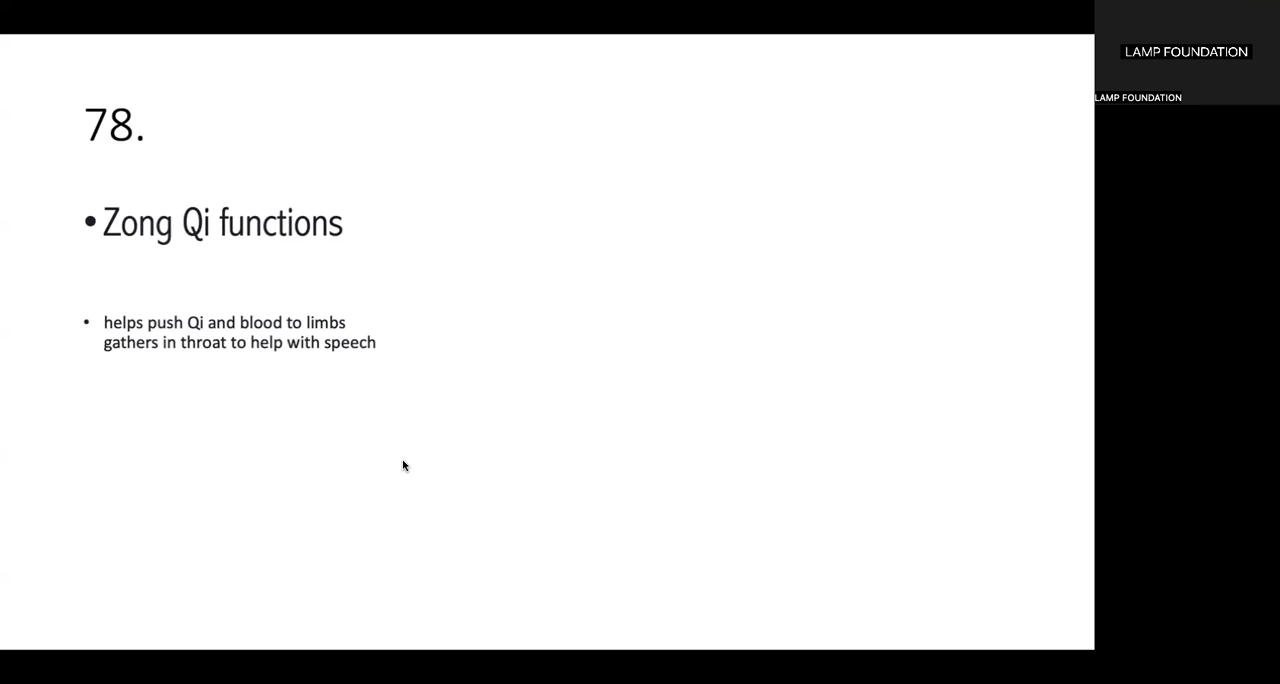 78.
• Zong Qi functions
• helps push Qi and blood to limbs
gathers in throat to help with speech
LAMP FOUNDATION
LAMP FOUNDATION